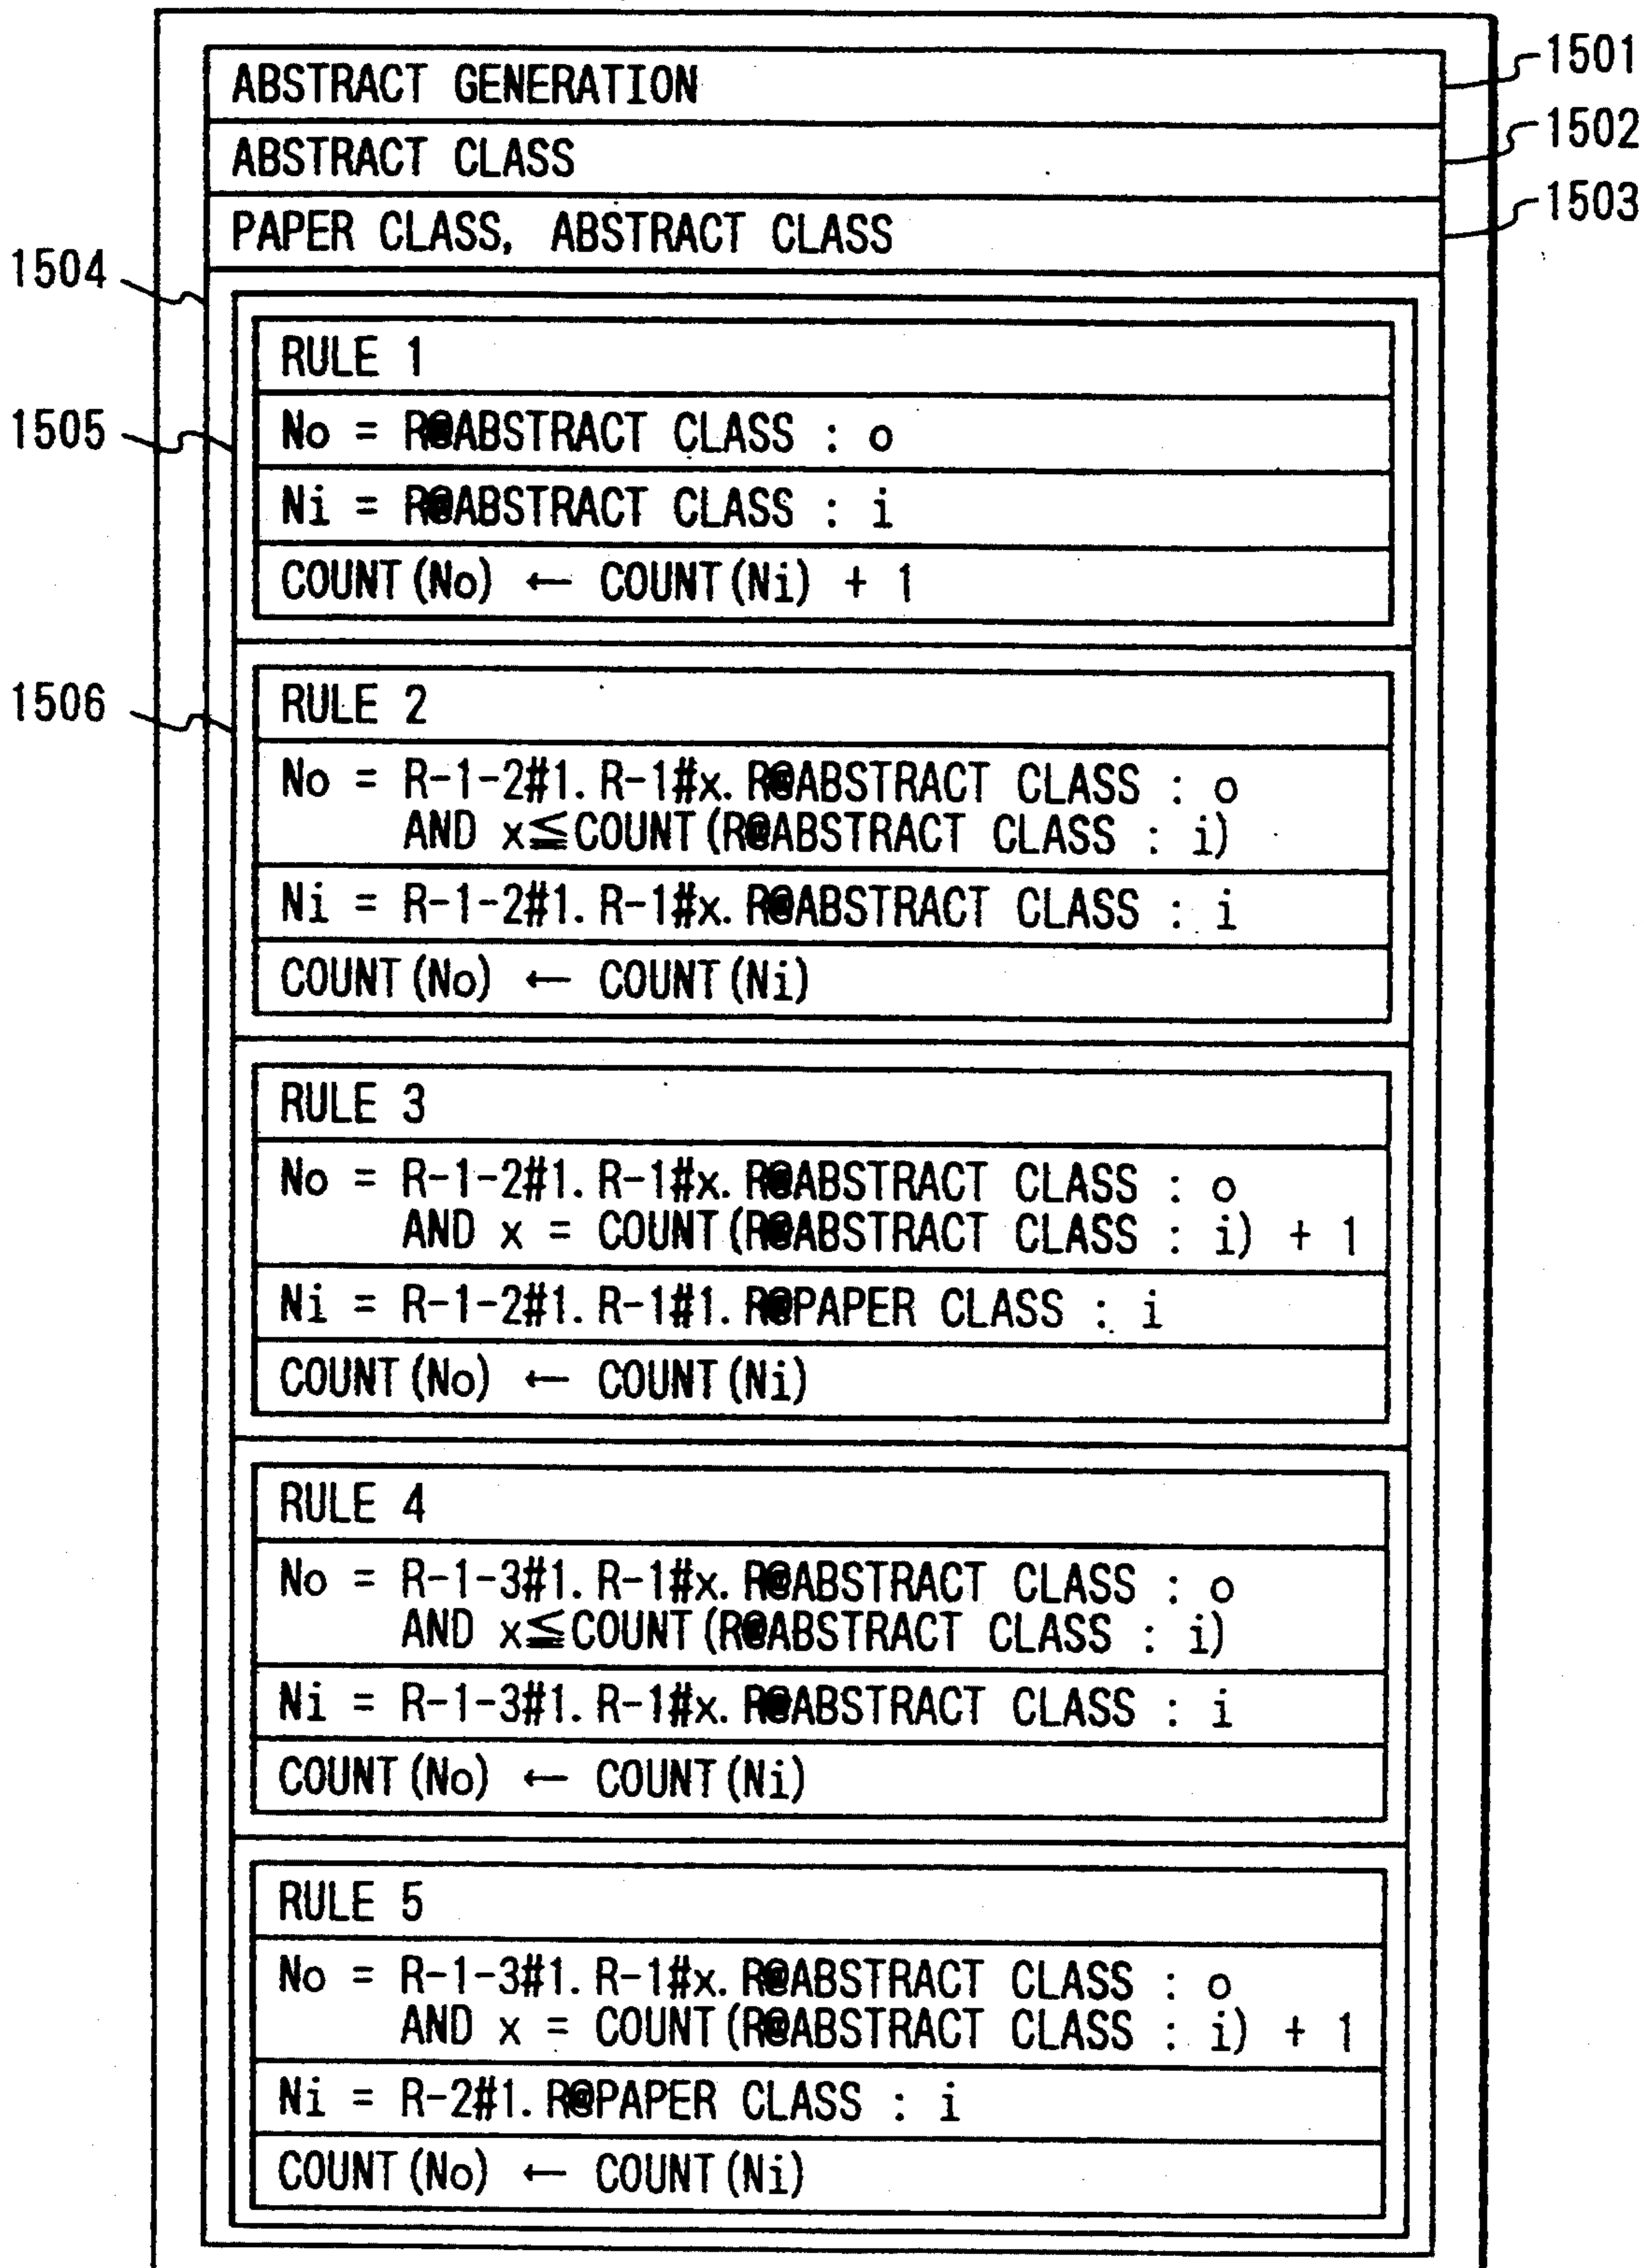 ABSTRACT GENERATION
1501
ABSTRACT CLASS
1502
PAPER CLASS, ABSTRACT CLASS
1503
1504
RULE 1
1505
No = R@ABSTRACT CLASS : o
Ni = R@ABSTRACT CLASS : i
COUNT(No) ← COUNT(Ni) + 1
1506
RULE 2
No = R-1-2#1. R-1#x. R@ABSTRACT CLASS : o
AND x≦COUNT(R@ABSTRACT CLASS : i)
Ni = R-1-2#1. R-1#x. R@ABSTRACT CLASS : i
COUNT(No) ← COUNT(Ni)
RULE 3
No = R-1-2#1. R-1#x. R@ABSTRACT CLASS : o
AND x = COUNT(R@ABSTRACT CLASS : i) + 1
Ni = R-1-2#1. R-1#1. R@PAPER CLASS : i
COUNT(No) ← COUNT(Ni)
RULE 4
No = R-1-3#1. R-1#x. R@ABSTRACT CLASS : o
AND x≦COUNT(R@ABSTRACT CLASS : i)
Ni = R-1-3#1. R-1#x. R@ABSTRACT CLASS : i
COUNT(No) ← COUNT(Ni)
RULE 5
No = R-1-3#1. R-1#x. R@ABSTRACT CLASS : o
AND x = COUNT(R@ABSTRACT CLASS : i) + 1
Ni = R-2#1. R@PAPER CLASS : i
COUNT(No) ← COUNT(Ni)